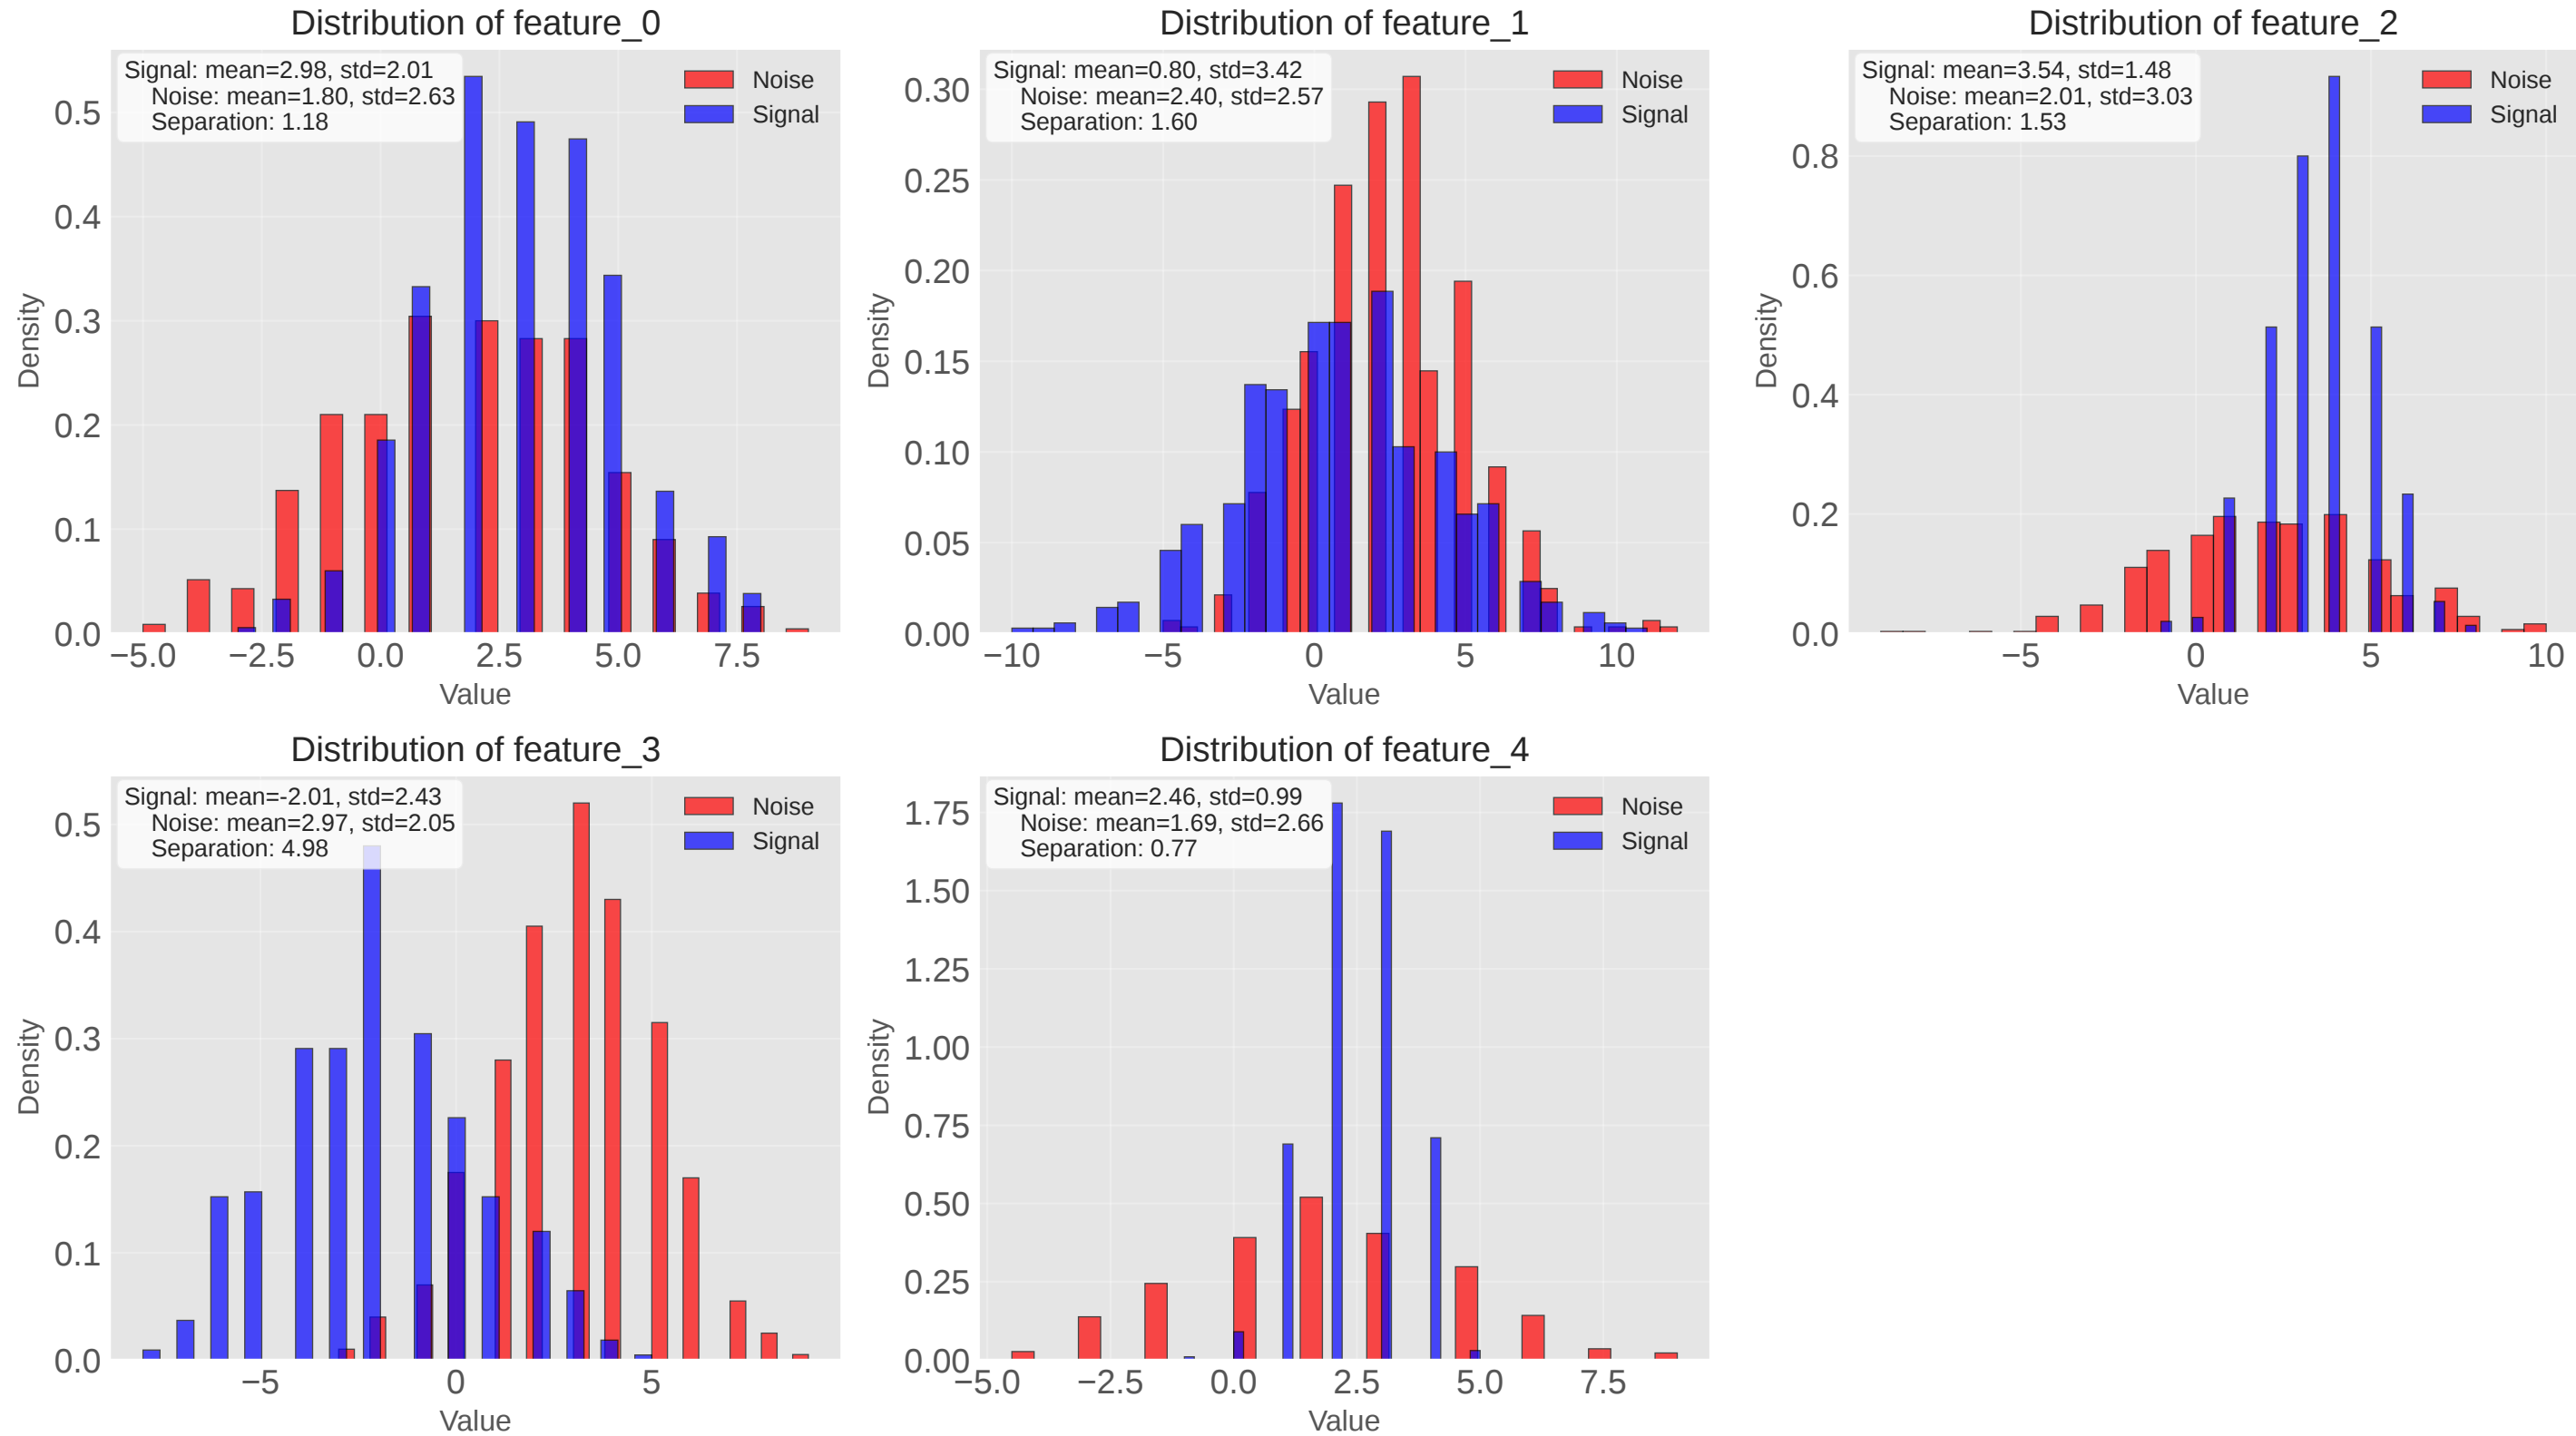 Distribution of feature_0
Signal: mean=2.98, std=2.01
Noise: mean=1.80, std=2.63
Separation: 1.18
Noise
Signal
Density
0.5
0.4
0.3
0.2
0.1
0.0
−5.0 −2.5 0.0 2.5 5.0 7.5
Value
Distribution of feature_1
Signal: mean=0.80, std=3.42
Noise: mean=2.40, std=2.57
Separation: 1.60
Noise
Signal
Density
0.30
0.25
0.20
0.15
0.10
0.05
0.00
−10 −5 0 5 10
Value
Distribution of feature_2
Signal: mean=3.54, std=1.48
Noise: mean=2.01, std=3.03
Separation: 1.53
Noise
Signal
Density
0.8
0.6
0.4
0.2
0.0
−5 0 5 10
Value
Distribution of feature_3
Signal: mean=-2.01, std=2.43
Noise: mean=2.97, std=2.05
Separation: 4.98
Noise
Signal
Density
0.5
0.4
0.3
0.2
0.1
0.0
−5 0 5
Value
Distribution of feature_4
Signal: mean=2.46, std=0.99
Noise: mean=1.69, std=2.66
Separation: 0.77
Noise
Signal
Density
1.75
1.50
1.25
1.00
0.75
0.50
0.25
0.00
−5.0 −2.5 0.0 2.5 5.0 7.5
Value